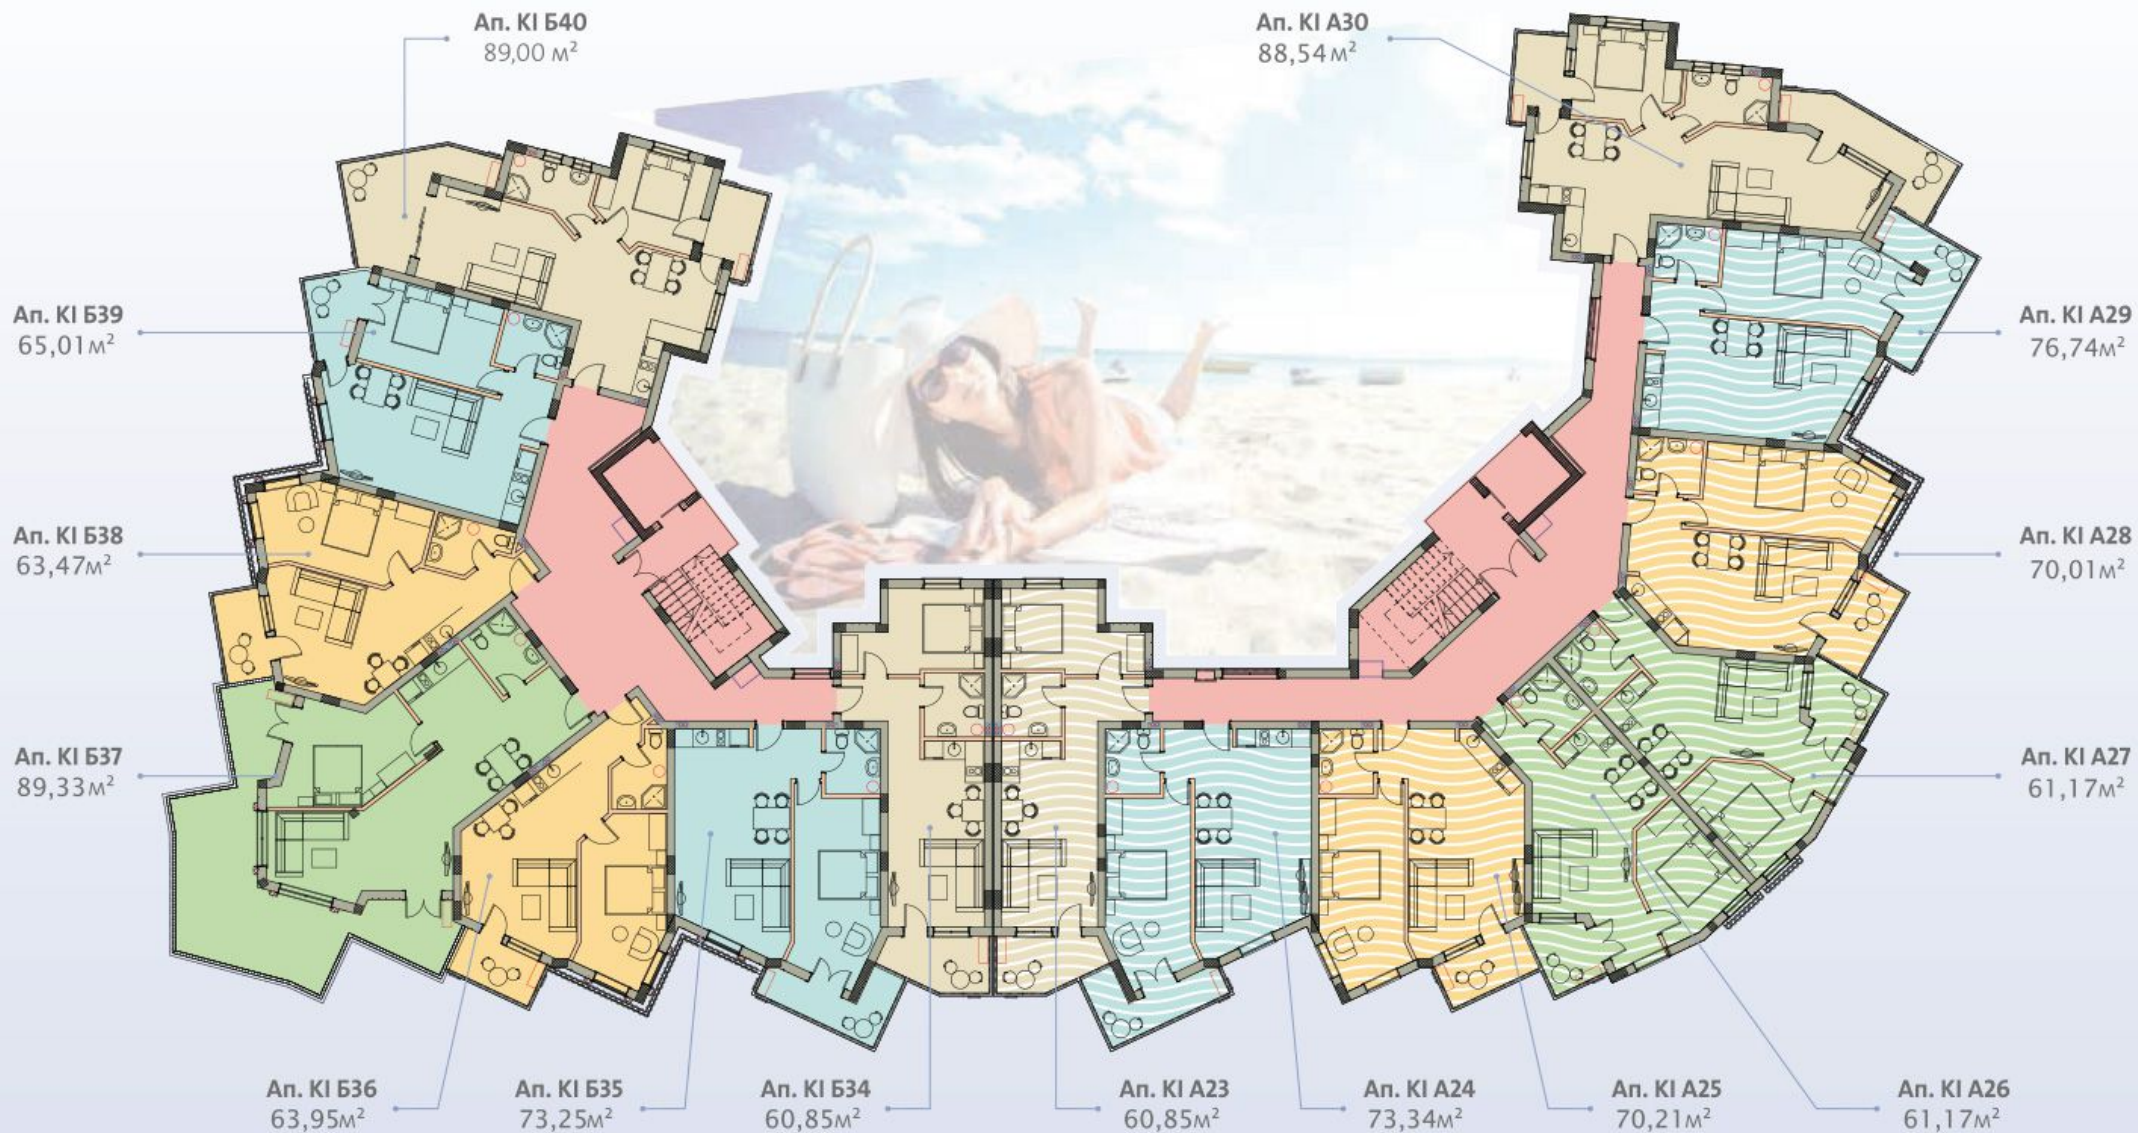 Ап. KI Б40
89,00 м²
Ап. KI А30
88,54м²
Ап. KI Б39
65,01м²
Ап. KI А29
76,74м²
Ап. KI Б38
63,47м²
Ап. KI А28
70,01м²
Ап. KI Б37
89,33м²
Ап. KI А27
61,17м²
Ап. KI Б36
63,95м²
Ап. KI Б35
73,25м²
Ап. KI Б34
60,85м²
Ап. KI А23
60,85м²
Ап. KI А24
73,34м²
Ап. KI А25
70,21м²
Ап. KI А26
61,17м²